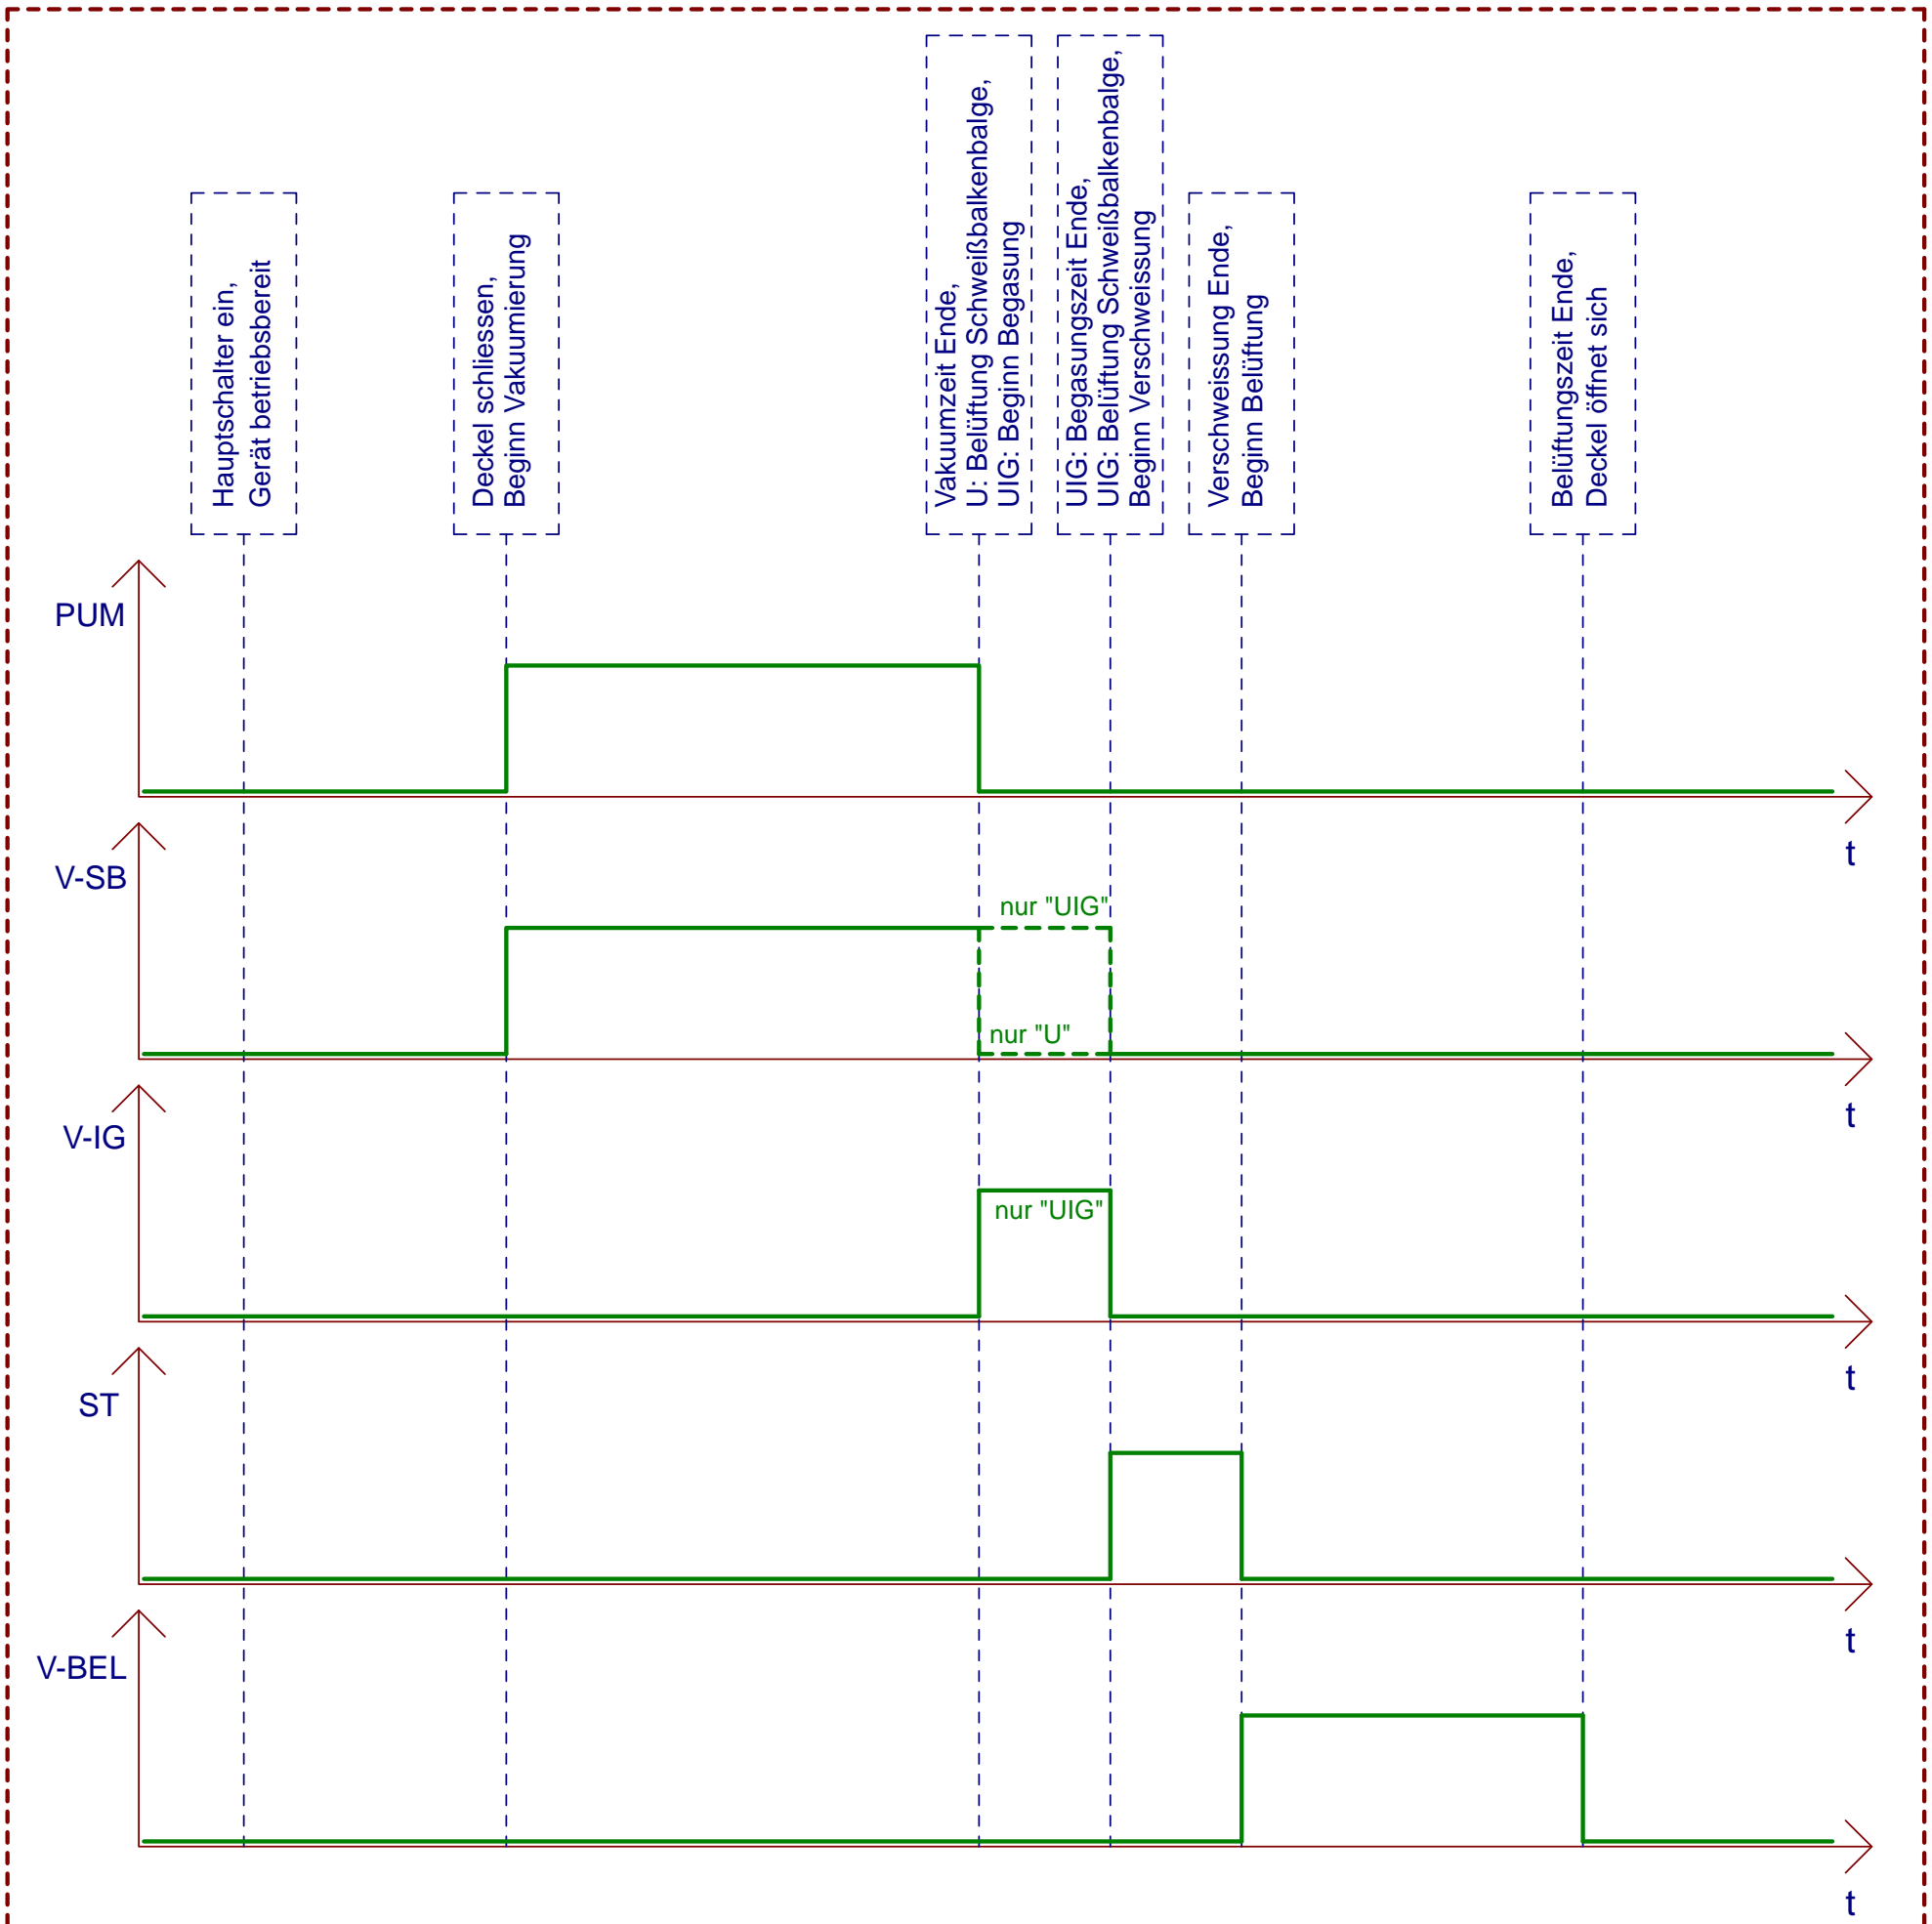 Hauptschalter ein,
Gerät betriebsbereit
Deckel schliessen,
Beginn Vakuumierung
Vakuumzeit Ende,
U: Belüftung Schweißbalkenbalge,
UIG: Beginn Begasung
UIG: Begasungszeit Ende,
UIG: Belüftung Schweißbalkenbalge,
Beginn Verschweissung
Verschweissung Ende,
Beginn Belüftung
Belüftungszeit Ende,
Deckel öffnet sich
PUM
t
V-SB
nur "UIG"
nur "U"
t
V-IG
nur "UIG"
t
ST
t
V-BEL
t